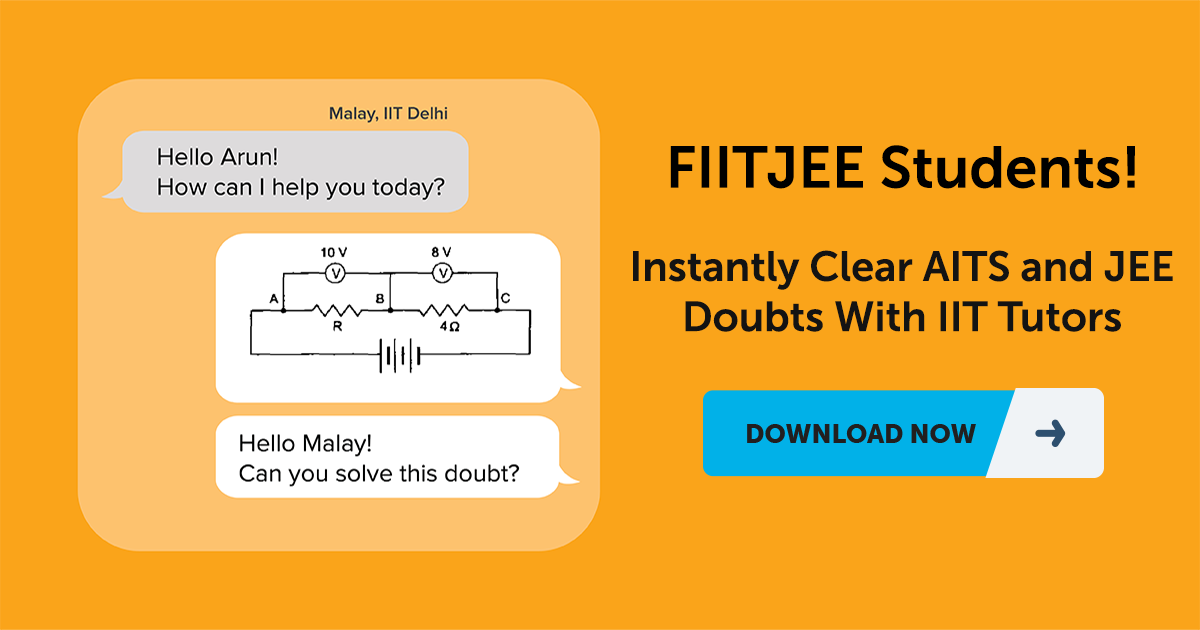 Malay, IIT Delhi
Hello Arun!
How can I help you today?
10 V
8 V
V
V
A
B
C
R
4Ω
Hello Malay!
Can you solve this doubt?
FIITJEE Students!
Instantly Clear AITS and JEE
Doubts With IIT Tutors
DOWNLOAD NOW